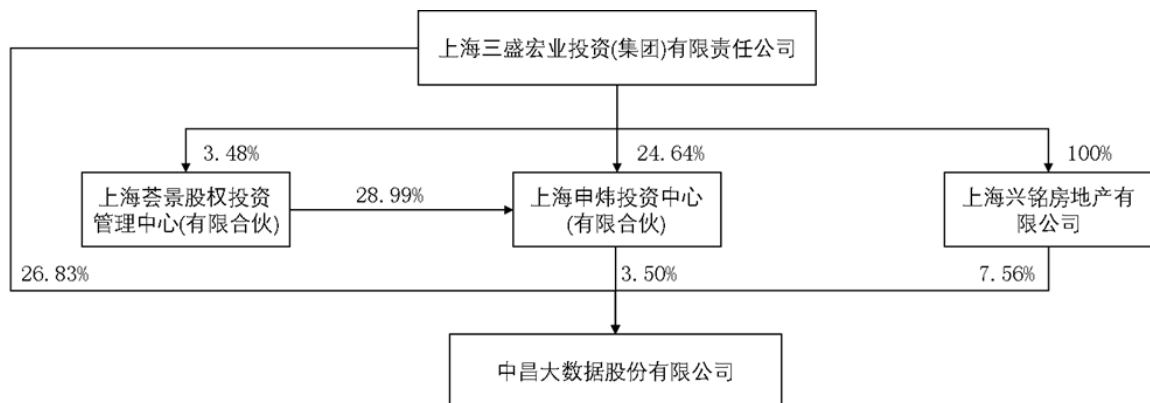 上海三盛宏业投资(集团)有限责任公司
3.48%
24.64%
100%
上海荟景股权投资
管理中心(有限合伙)
28.99%
上海申炜投资中心
(有限合伙)
上海兴铭房地产有
限公司
26.83%
3.50%
7.56%
中昌大数据股份有限公司